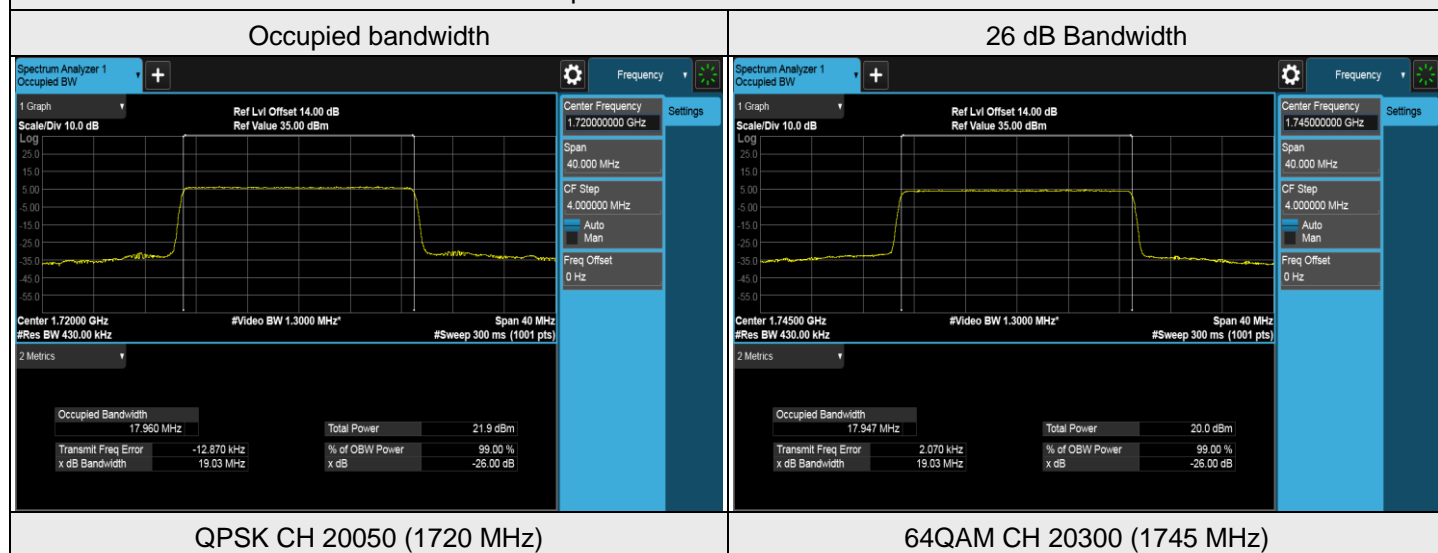 Occupied bandwidth
26 dB Bandwidth
Spectrum Analyzer 1
Occupied BW
+
Frequency
1 Graph
Scale/Div 10.0 dB
Ref Lvl Offset 14.00 dB
Ref Value 35.00 dBm
Log
25.0
15.0
5.00
-5.00
-15.0
-25.0
-35.0
-45.0
-55.0
Center 1.72000 GHz
#Video BW 1.3000 MHz*
Span 40 MHz
#Res BW 430.00 kHz
#Sweep 300 ms (1001 pts)
Center Frequency
1.720000000 GHz
Settings
Span
40.000 MHz
CF Step
4.000000 MHz
Auto
Man
Freq Offset
0 Hz
2 Metrics
Occupied Bandwidth
17.960 MHz
Total Power 21.9 dBm
Transmit Freq Error -12.870 kHz
% of OBW Power 99.00 %
x dB Bandwidth 19.03 MHz
x dB -26.00 dB
Spectrum Analyzer 1
Occupied BW
+
Frequency
1 Graph
Scale/Div 10.0 dB
Ref Lvl Offset 14.00 dB
Ref Value 35.00 dBm
Log
25.0
15.0
5.00
-5.00
-15.0
-25.0
-35.0
-45.0
-55.0
Center 1.74500 GHz
#Video BW 1.3000 MHz*
Span 40 MHz
#Res BW 430.00 kHz
#Sweep 300 ms (1001 pts)
Center Frequency
1.745000000 GHz
Settings
Span
40.000 MHz
CF Step
4.000000 MHz
Auto
Man
Freq Offset
0 Hz
2 Metrics
Occupied Bandwidth
17.947 MHz
Total Power 20.0 dBm
Transmit Freq Error 2.070 kHz
% of OBW Power 99.00 %
x dB Bandwidth 19.03 MHz
x dB -26.00 dB
QPSK CH 20050 (1720 MHz)
64QAM CH 20300 (1745 MHz)